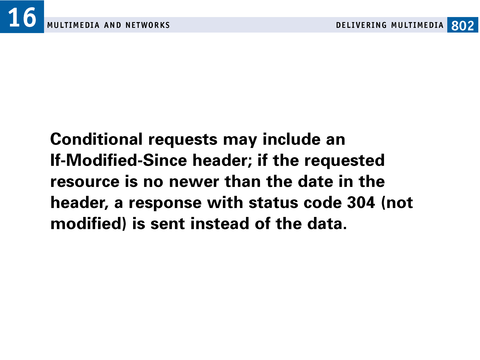 16 MULTIMEDIA AND NETWORKS DELIVERING MULTIMEDIA 802
Conditional requests may include an
If-Modified-Since header; if the requested
resource is no newer than the date in the
header, a response with status code 304 (not
modified) is sent instead of the data.